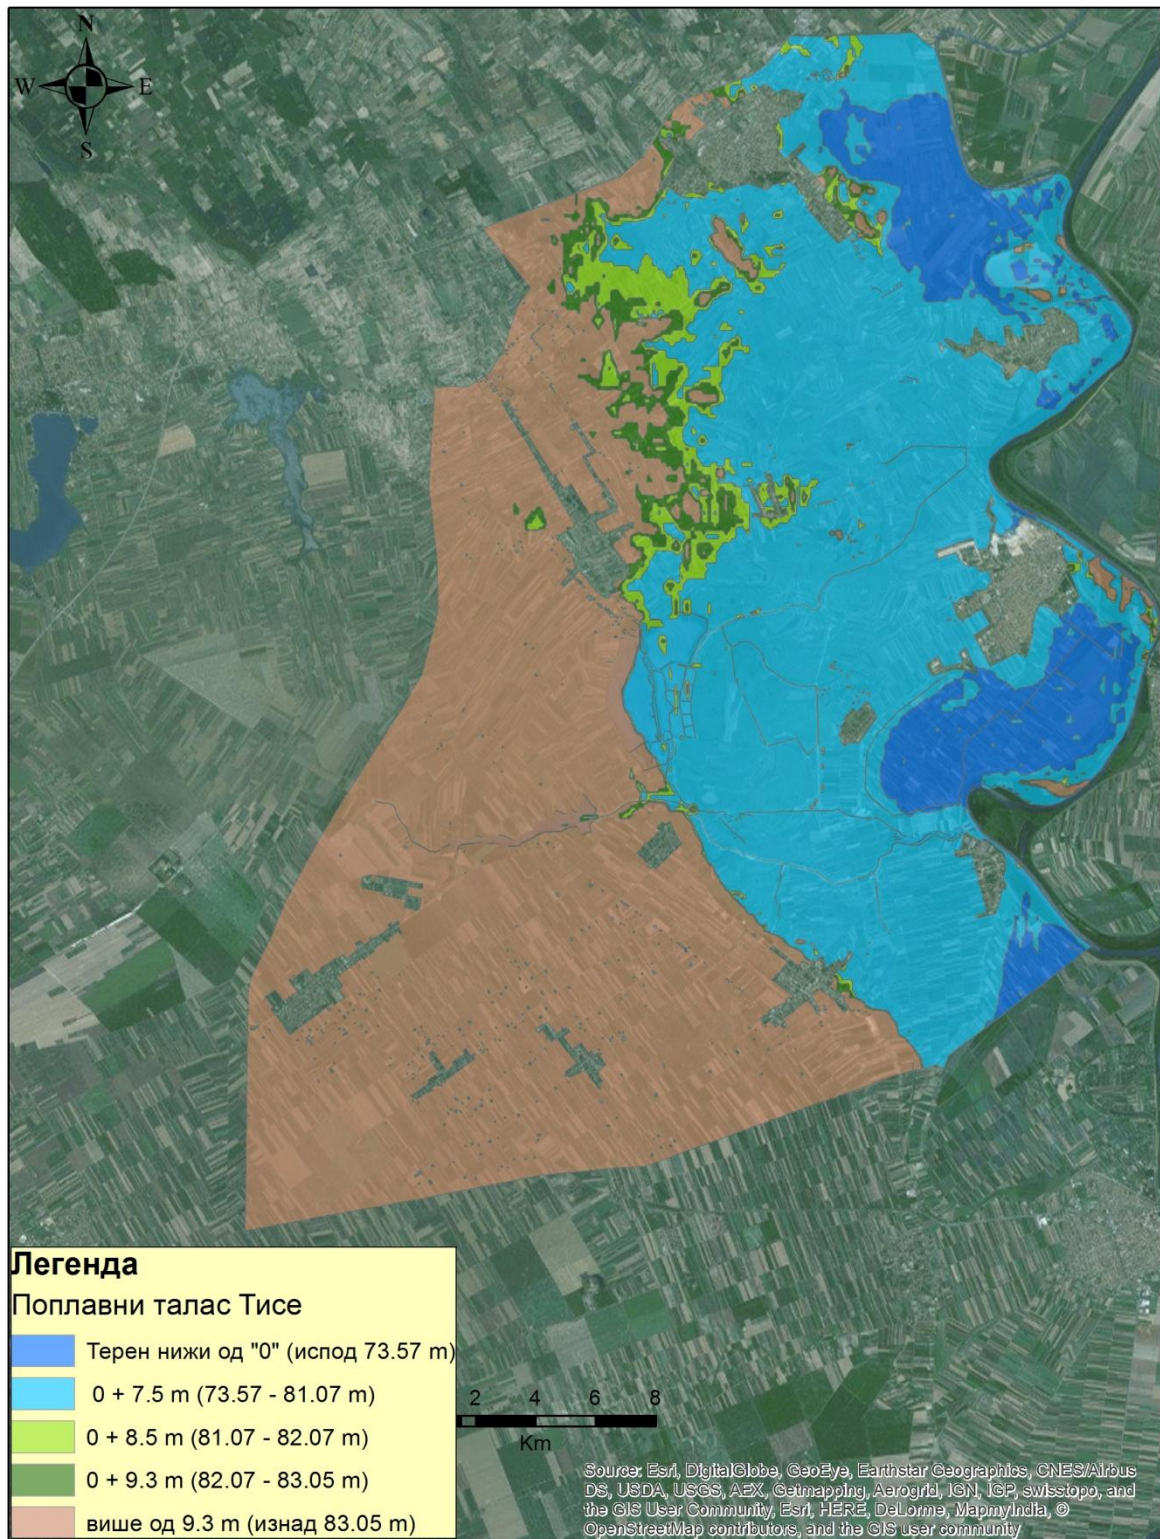 N
W E
S
Легенда
Поплавни талас Тисе
Терен нижи од "0" (испод 73.57 m)
0 + 7.5 m (73.57 - 81.07 m)
0 + 8.5 m (81.07 - 82.07 m)
0 + 9.3 m (82.07 - 83.05 m)
више од 9.3 m (изнад 83.05 m)
2 4 6 8
Km
Source: Esri, DigitalGlobe, GeoEye, Earthstar Geographics, CNES/Airbus
DS, USDA, USGS, AEX, Getmapping, Aerogrid, IGN, IGP, swisstopo, and
the GIS User Community, Esri, HERE, DeLorme, MapmyIndia, ©
OpenStreetMap contributors, and the GIS user community